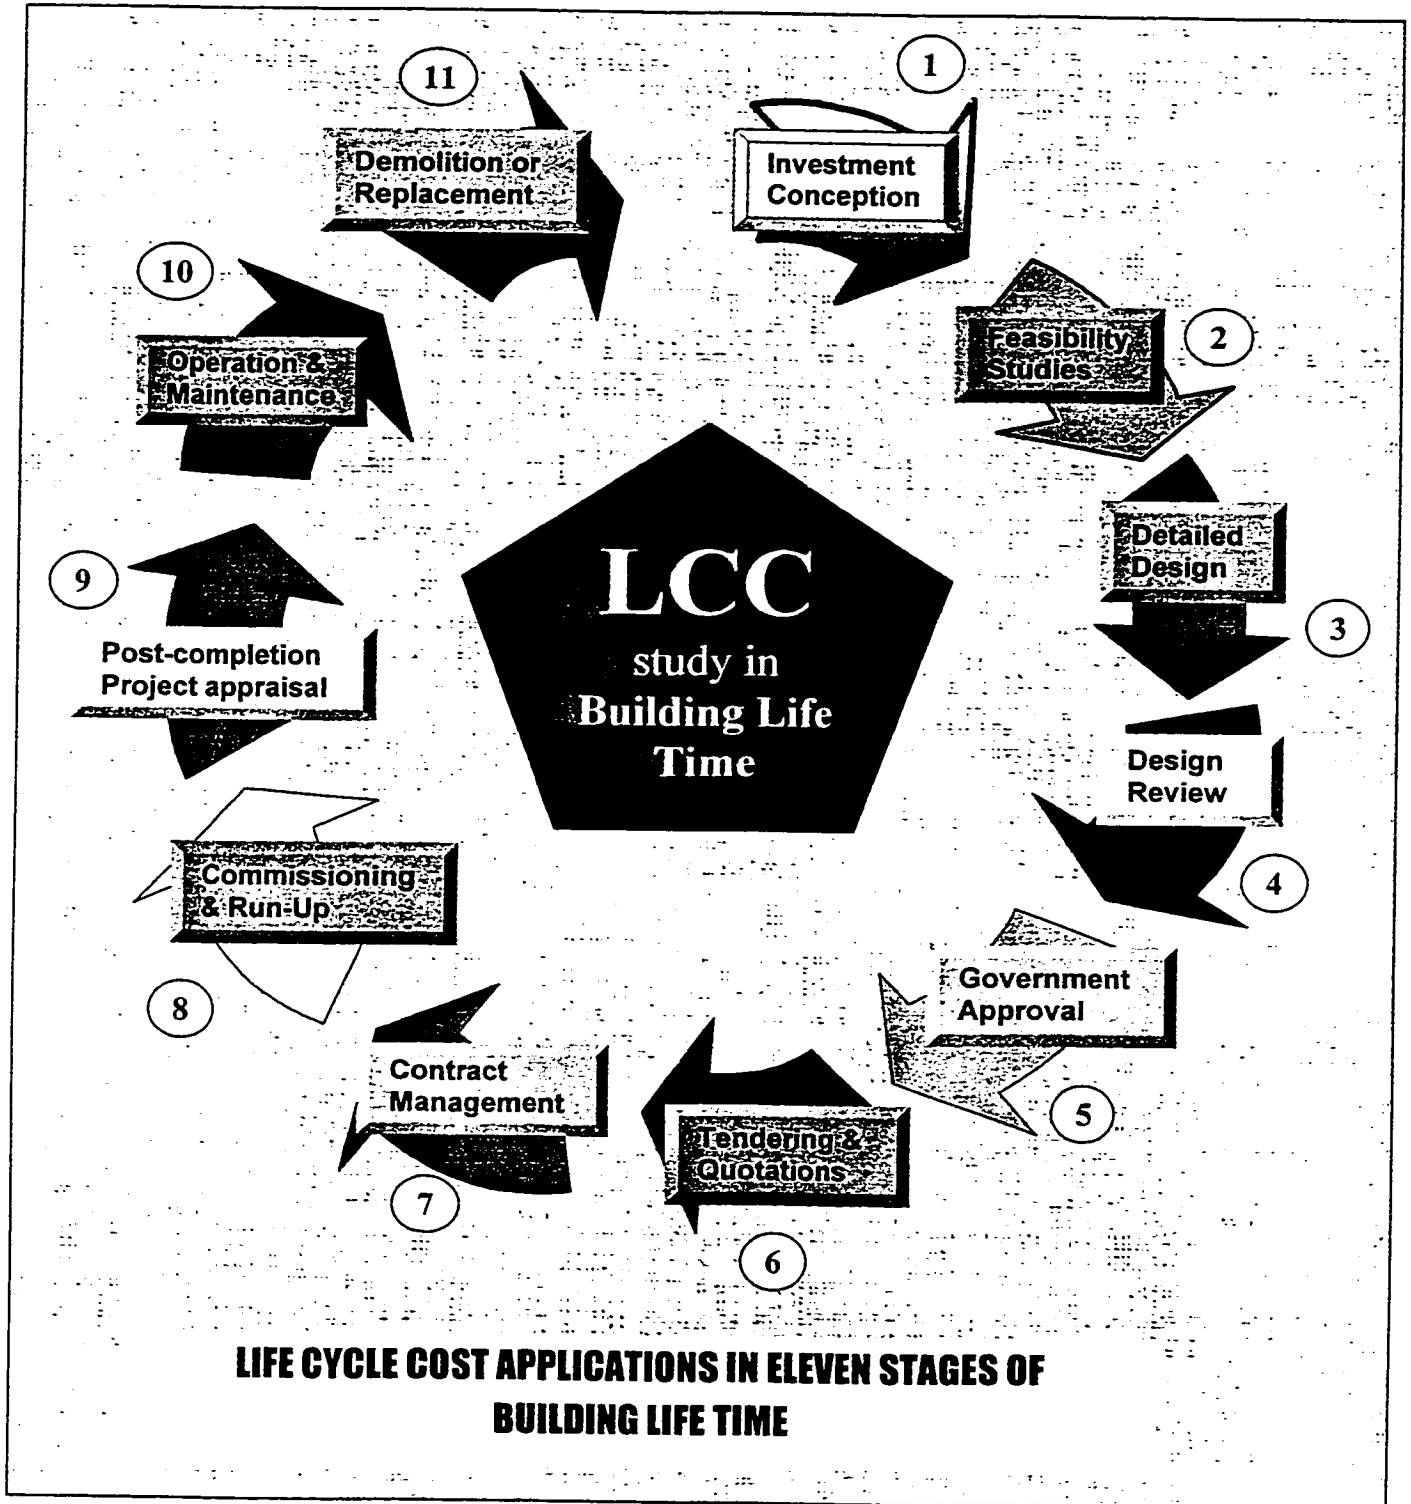 11
Demolition or
Replacement
1
Investment
Conception
10
Operation &
Maintenance
2
Feasibility
Studies
Detailed
Design
3
LCC
study in
Building Life
Time
9
Post-completion
Project appraisal
Design
Review
4
Commissioning
& Run-Up
8
Government
Approval
5
Contract
Management
7
Tendering &
Quotations
6
LIFE CYCLE COST APPLICATIONS IN ELEVEN STAGES OF
BUILDING LIFE TIME